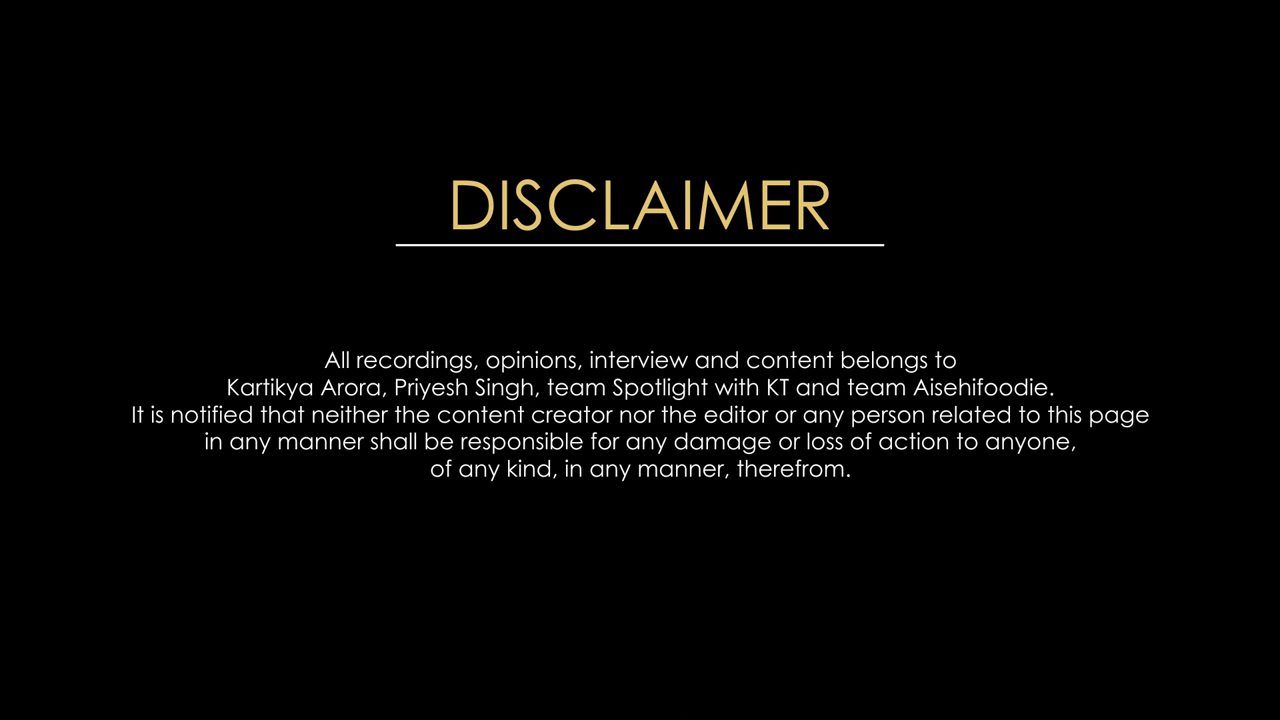 DISCLAIMER
All recordings, opinions, interview and content belongs to
Kartikya Arora, Priyesh Singh, team Spotlight with KT and team Aisehifoodie.
It is notified that neither the content creator nor the editor or any person related to this page
in any manner shall be responsible for any damage or loss of action to anyone,
of any kind, in any manner, therefrom.